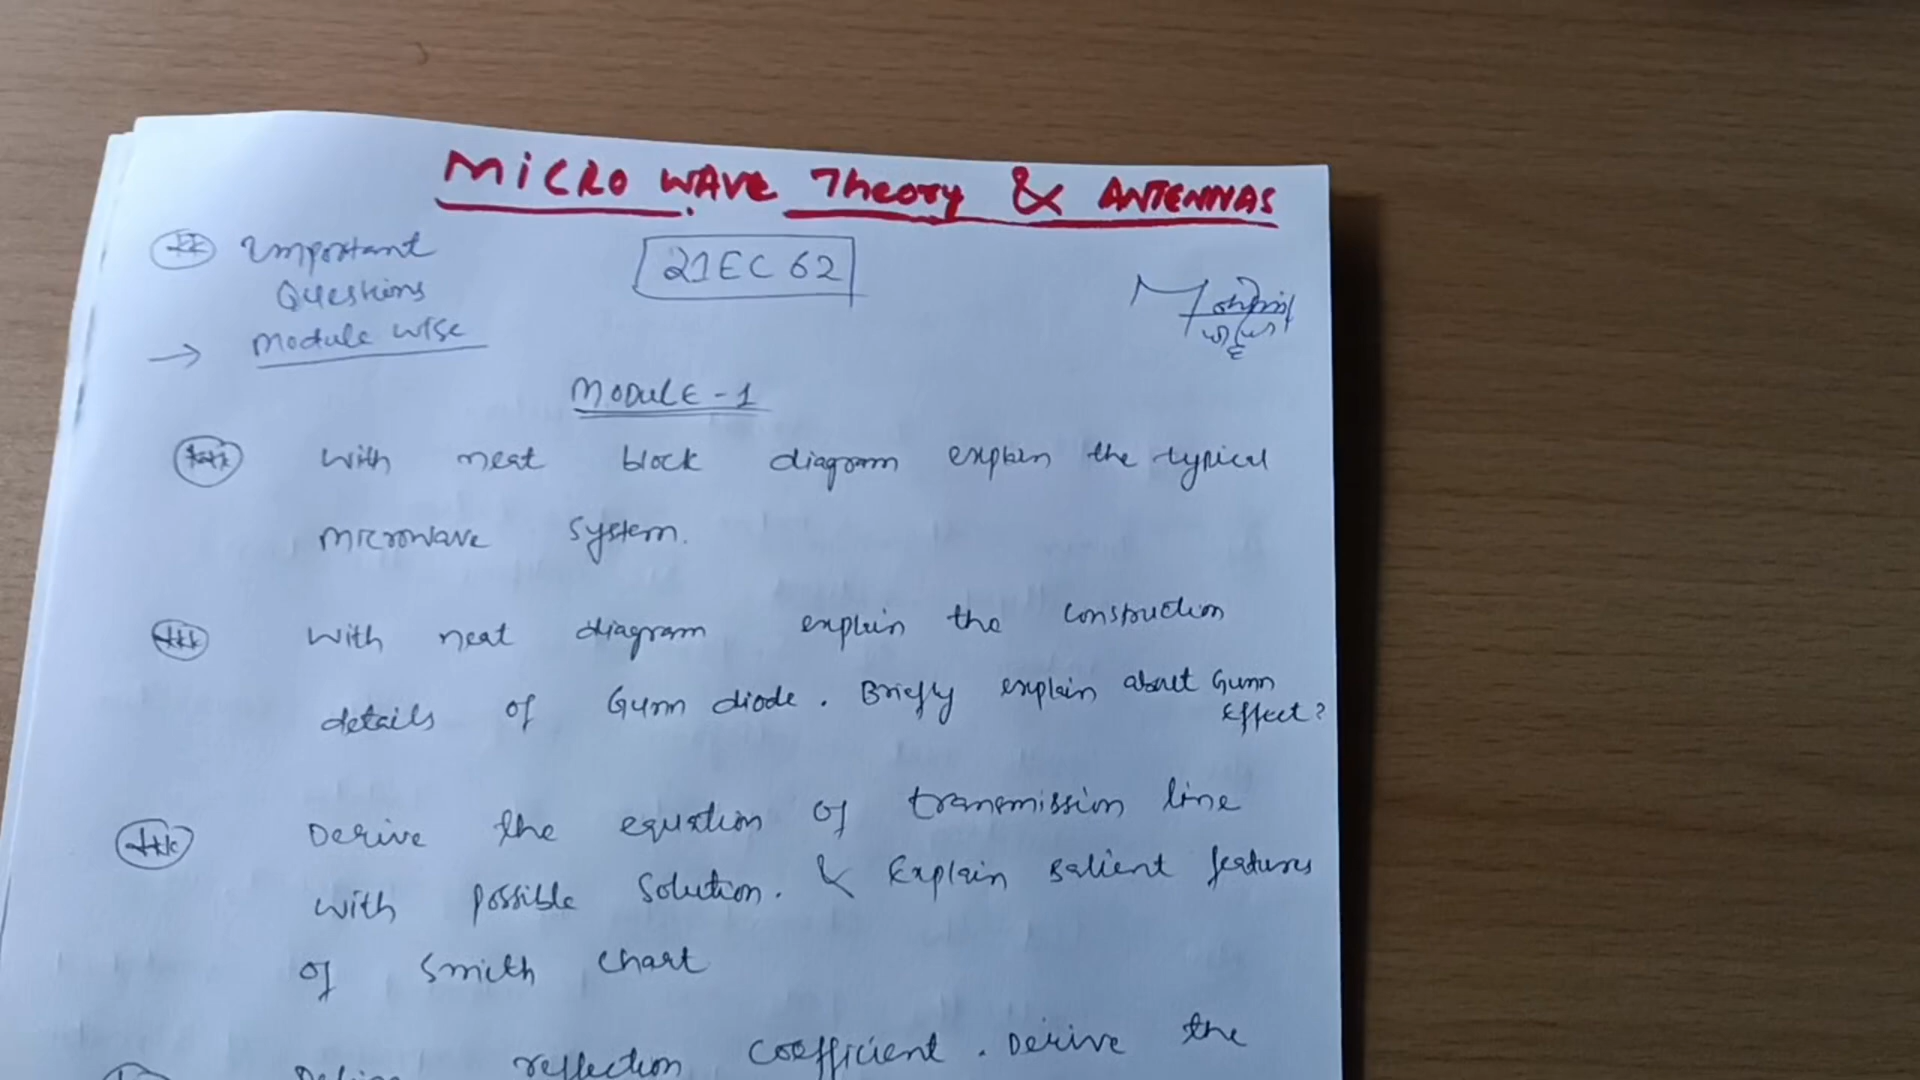 MICRO WAVE Theory & ANTENNAS
** Important
Questions
→ Module wise
21EC62
MODULE-1
*** With neat block diagram explain the typical
microwave system.
*** With neat diagram explain the construction
details of Gunn diode. Briefly explain about Gunn
Effect?
*** Derive the equation of transmission line
with possible solution. & Explain salient features
of smith chart
Define reflection coefficient. Derive the